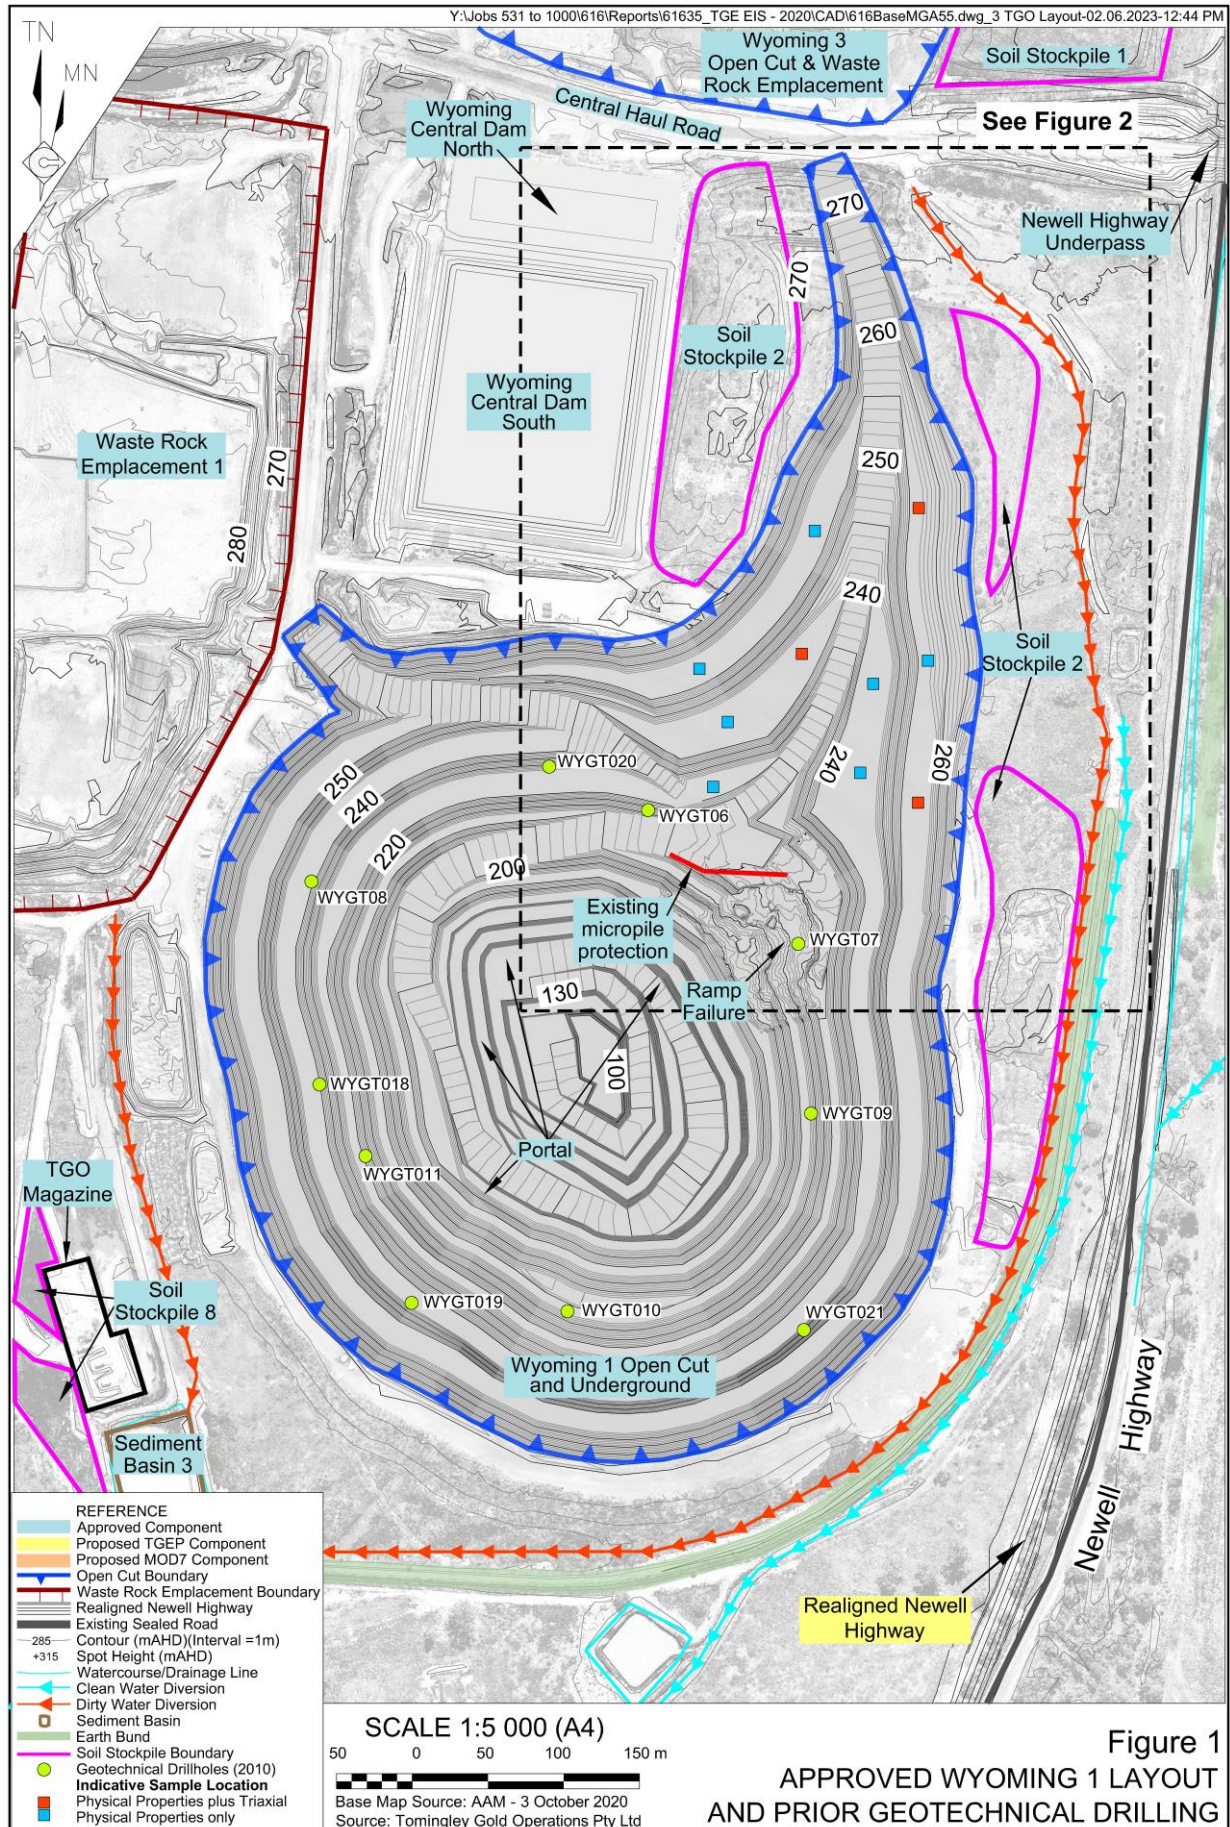 Y:\Jobs 531 to 1000\616\Reports\61635_TGE EIS - 2020\CAD\616BaseMGA55.dwg_3 TGO Layout-02.06.2023-12:44 PM
TN
MN
Wyoming 3
Open Cut & Waste
Rock Emplacement
Soil Stockpile 1
Central Haul Road
Wyoming
Central Dam
North
See Figure 2
Newell Highway
Underpass
270
270
260
Soil
Stockpile 2
Wyoming
Central Dam
South
Waste Rock
Emplacement 1
270
280
250
240
Soil
Stockpile 2
240
260
250
240
220
200
WYGT020
WYGT06
WYGT08
Existing
micropile
protection
WYGT07
Ramp
Failure
130
100
WYGT018
WYGT09
Portal
WYGT011
TGO
Magazine
Soil
Stockpile 8
WYGT019
WYGT010
WYGT021
Wyoming 1 Open Cut
and Underground
Sediment
Basin 3
Newell Highway
Realigned Newell
Highway
REFERENCE
Approved Component
Proposed TGEP Component
Proposed MOD7 Component
Open Cut Boundary
Waste Rock Emplacement Boundary
Realigned Newell Highway
Existing Sealed Road
285 Contour (mAHD)(Interval =1m)
+315 Spot Height (mAHD)
Watercourse/Drainage Line
Clean Water Diversion
Dirty Water Diversion
Sediment Basin
Earth Bund
Soil Stockpile Boundary
Geotechnical Drillholes (2010)
Indicative Sample Location
Physical Properties plus Triaxial
Physical Properties only
SCALE 1:5 000 (A4)
50 0 50 100 150 m
Base Map Source: AAM - 3 October 2020
Source: Tomingley Gold Operations Pty Ltd
Figure 1
APPROVED WYOMING 1 LAYOUT
AND PRIOR GEOTECHNICAL DRILLING